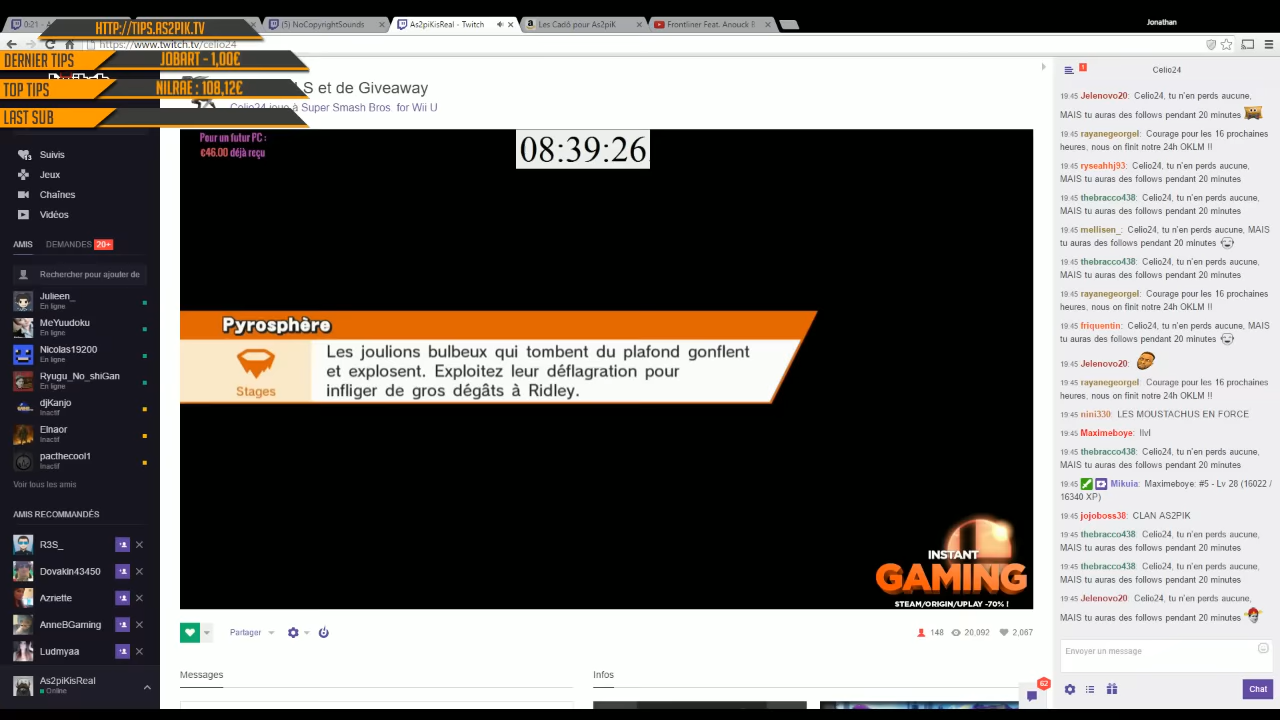 HTTP://TIPS.AS2PIK.TV
DERNIER TIPS
JOBART - 1,00€
TOP TIPS
NILRAE : 108,12€
LAST SUB
(5) NoCopyrightSounds
As2piKisReal - Twitch
Les Cadô pour As2piK
Frontliner Feat. Anouck B
Jonathan
https://www.twitch.tv/celio24
S et de Giveaway
Celio24 joue à Super Smash Bros. for Wii U
Suivis
Jeux
Chaînes
Vidéos
AMIS
DEMANDES 20+
Rechercher pour ajouter de
Julieen_
En ligne
MeYuudoku
En ligne
Nicolas19200
En ligne
Ryugu_No_shiGan
En ligne
djKanjo
Inactif
Elnaor
Inactif
pacthecool1
Inactif
Voir tous les amis
AMIS RECOMMANDÉS
R3S_
Dovakin43450
Azriette
AnneBGaming
Ludmyaa
As2piKisReal
Online
Pour un futur PC :
€46.00 déjà reçu
08:39:26
Pyrosphère
Stages
Les joulions bulbeux qui tombent du plafond gonflent
et explosent. Exploitez leur déflagration pour
infliger de gros dégâts à Ridley.
INSTANT
GAMING
STEAM/ORIGIN/UPLAY -70% !
Partager
148
20,092
2,067
Messages
Infos
1
Celio24
19:45 Jelenovo20: Celio24, tu n'en perds aucune,
MAIS tu auras des follows pendant 20 minutes
19:45 rayanegeorgel: Courage pour les 16 prochaines
heures, nous on finit notre 24h OKLM !!
19:45 ryseahhj93: Celio24, tu n'en perds aucune,
MAIS tu auras des follows pendant 20 minutes
19:45 thebracco438: Celio24, tu n'en perds aucune,
MAIS tu auras des follows pendant 20 minutes
19:45 mellisen_: Celio24, tu n'en perds aucune, MAIS
tu auras des follows pendant 20 minutes
19:45 thebracco438: Celio24, tu n'en perds aucune,
MAIS tu auras des follows pendant 20 minutes
19:45 rayanegeorgel: Courage pour les 16 prochaines
heures, nous on finit notre 24h OKLM !!
19:45 friquentin: Celio24, tu n'en perds aucune, MAIS
tu auras des follows pendant 20 minutes
19:45 Jelenovo20:
19:45 rayanegeorgel: Courage pour les 16 prochaines
heures, nous on finit notre 24h OKLM !!
19:45 nini330: LES MOUSTACHUS EN FORCE
19:45 Maximeboye: !lvl
19:45 thebracco438: Celio24, tu n'en perds aucune,
MAIS tu auras des follows pendant 20 minutes
19:45 Mikuia: Maximeboye: #5 - Lv 28 (16022 /
16340 XP)
19:45 jojoboss38: CLAN AS2PIK
19:45 thebracco438: Celio24, tu n'en perds aucune,
MAIS tu auras des follows pendant 20 minutes
19:45 thebracco438: Celio24, tu n'en perds aucune,
MAIS tu auras des follows pendant 20 minutes
19:45 Jelenovo20: Celio24, tu n'en perds aucune,
MAIS tu auras des follows pendant 20 minutes
Envoyer un message
Chat
62